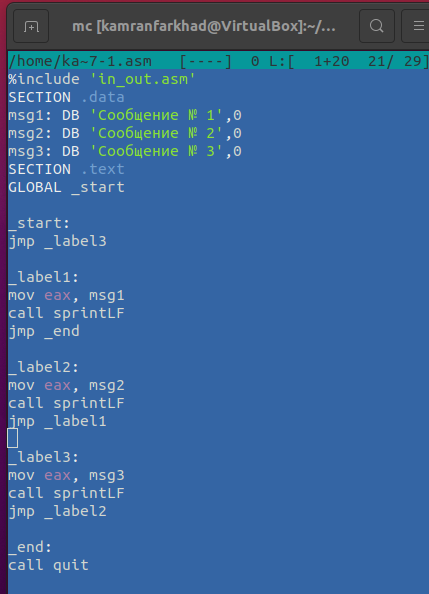 mc [kamranfarkhad@VirtualBox]:~/...
/home/ka~7-1.asm   [----]  0 L:[  1+20  21/ 29]
%include 'in_out.asm'
SECTION .data
msg1: DB 'Сообщение № 1',0
msg2: DB 'Сообщение № 2',0
msg3: DB 'Сообщение № 3',0
SECTION .text
GLOBAL _start
_start:
jmp _label3
_label1:
mov eax, msg1
call sprintLF
jmp _end
_label2:
mov eax, msg2
call sprintLF
jmp _label1
_label3:
mov eax, msg3
call sprintLF
jmp _label2
_end:
call quit